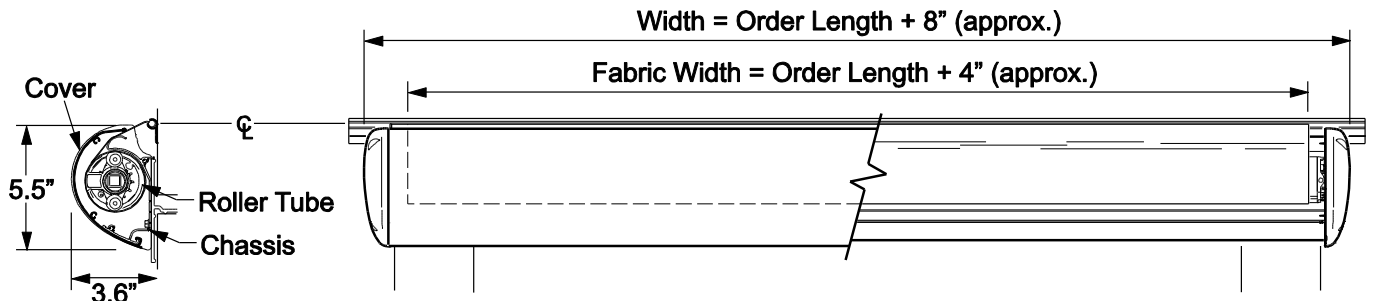 Width = Order Length + 8” (approx.)
Fabric Width = Order Length + 4” (approx.)
Cover
℄
5.5”
Roller Tube
Chassis
3.6”